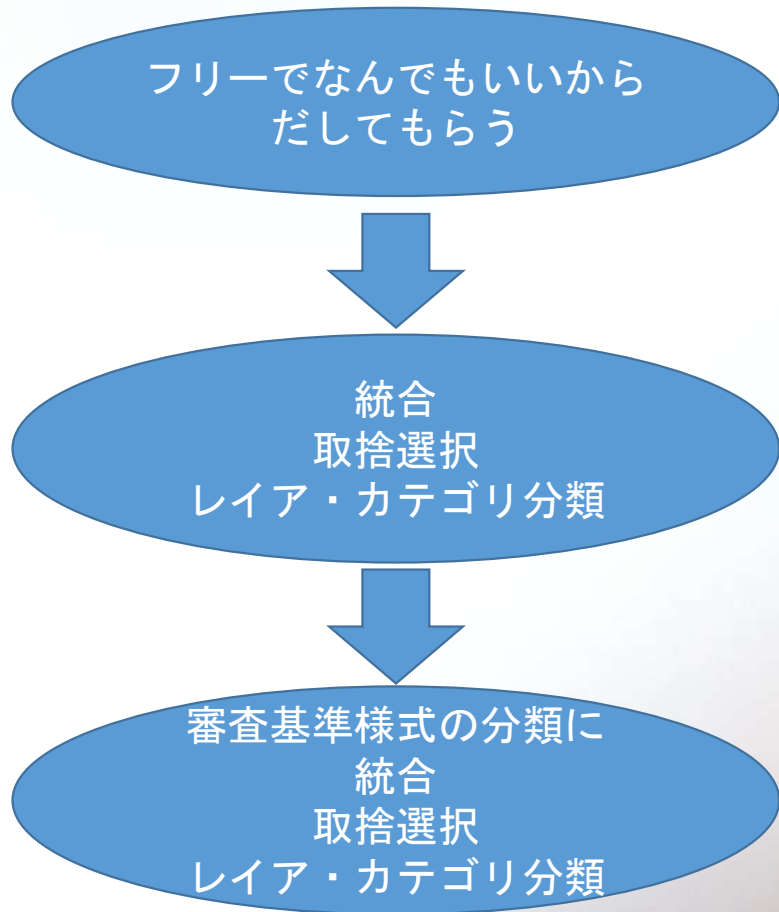 フリーでなんでもいいから
だしてもらう
統合
取捨選択
レイア・カテゴリ分類
審査基準様式の分類に
統合
取捨選択
レイア・カテゴリ分類